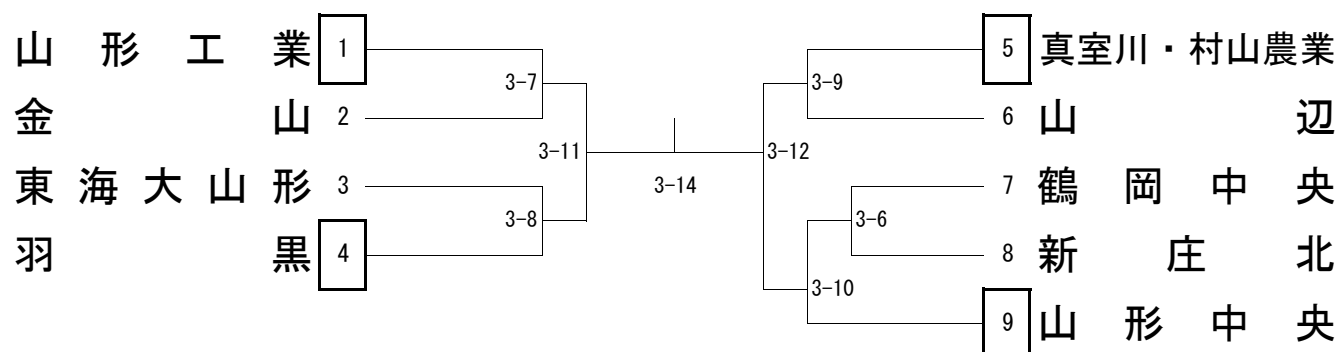 山形工業 1
3-7
金山 2
3-11
東海大山形 3
3-8
羽黒 4
3-14
5 真室川・村山農業
3-9
6 山辺
3-12
7 鶴岡中央
3-6
8 新庄北
3-10
9 山形中央